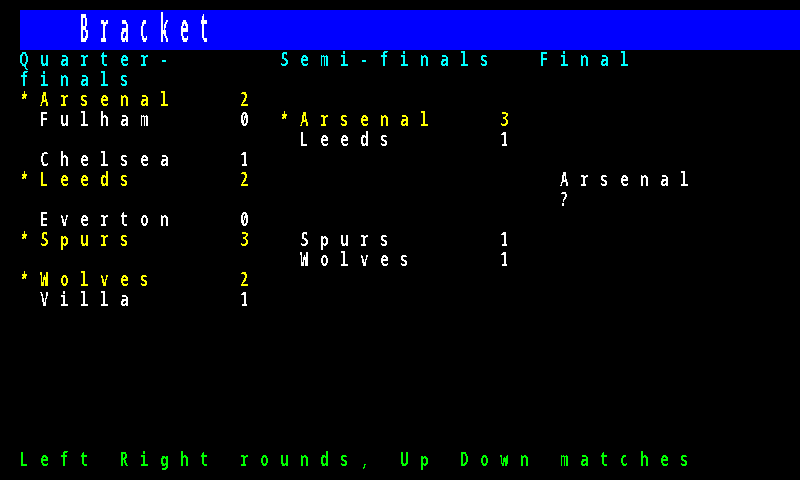 Bracket
Quarter-finals Semi-finals Final
*Arsenal 2
Fulham 0 *Arsenal 3
Leeds 1
Chelsea 1
*Leeds 2 Arsenal
?
Everton 0
*Spurs 3 Spurs 1
Wolves 1
*Wolves 2
Villa 1
Left Right rounds, Up Down matches